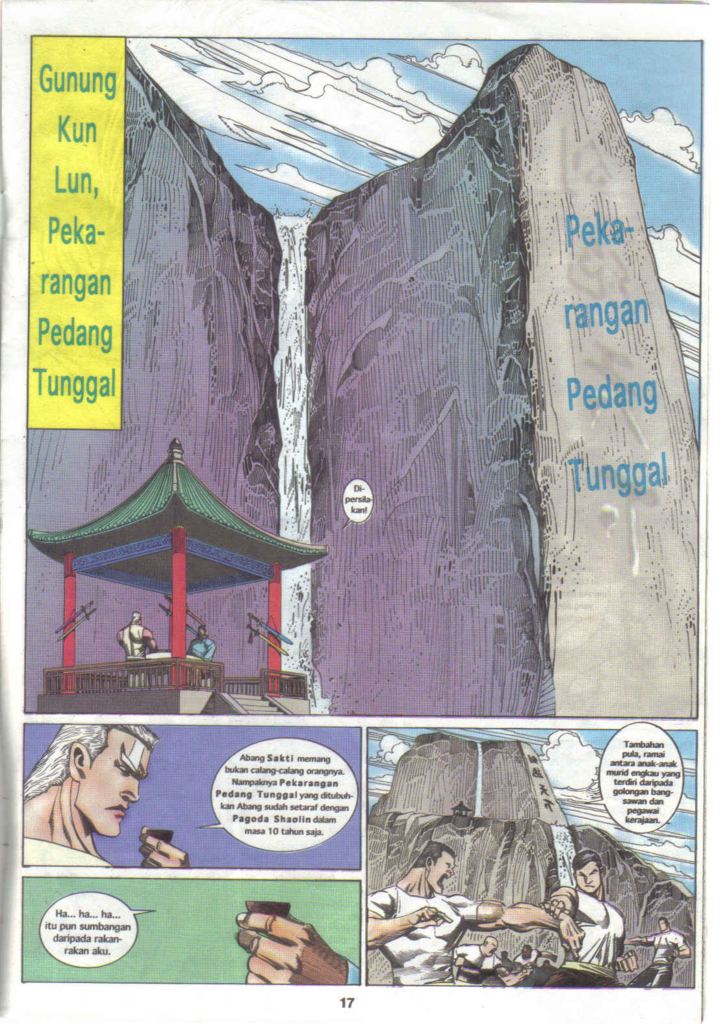 Gunung
Kun
Lun,
Peka-
rangan
Pedang
Tunggal
Peka-
rangan
Pedang
Tunggal
Di-
persila-
kan!
Abang Sakti memang
bukan calang-calang orangnya.
Nampaknya Pekarangan
Pedang Tunggal yang ditubuh-
kan Abang sudah setaraf dengan
Pagoda Shaolin dalam
masa 10 tahun saja.
Ha... ha... ha...
itu pun sumbangan
daripada rakan-
rakan aku.
Tambahan
pula, ramai
antara anak-anak
murid engkau yang
terdiri daripada
golongan bang-
sawan dan
pegawai
kerajaan.
17